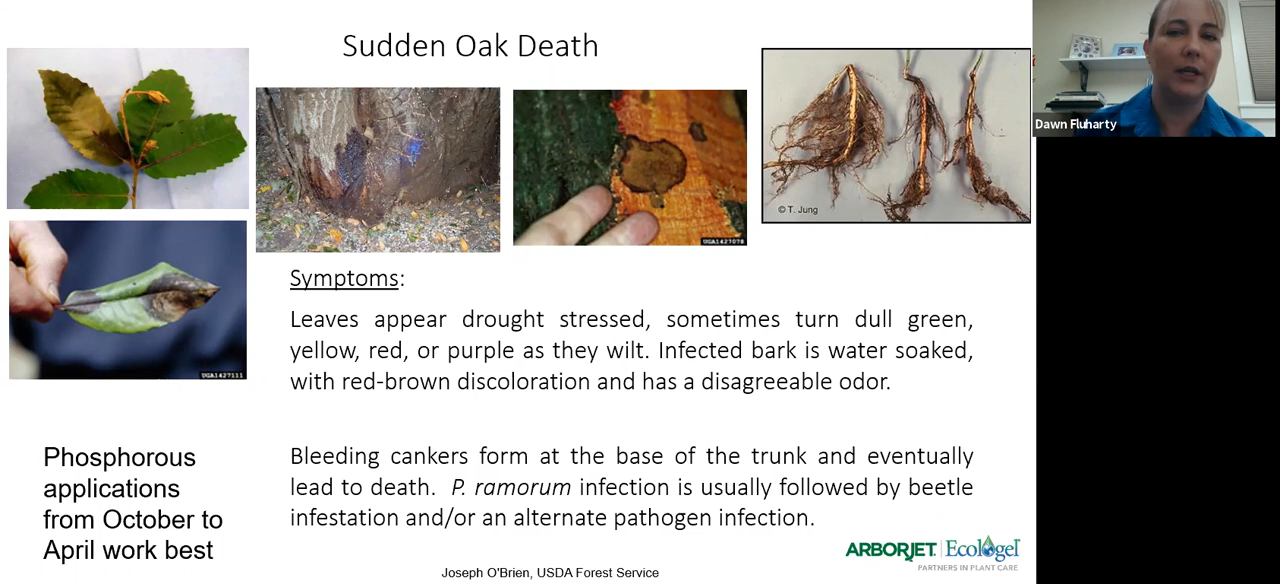 Sudden Oak Death
© T. Jung
Dawn Fluharty
UGA1427078
UGA1427111
Symptoms:
Leaves appear drought stressed, sometimes turn dull green,
yellow, red, or purple as they wilt. Infected bark is water soaked,
with red-brown discoloration and has a disagreeable odor.
Phosphorous
applications
from October to
April work best
Bleeding cankers form at the base of the trunk and eventually
lead to death. P. ramorum infection is usually followed by beetle
infestation and/or an alternate pathogen infection.
ARBORJET Ecologel
PARTNERS IN PLANT CARE
Joseph O'Brien, USDA Forest Service